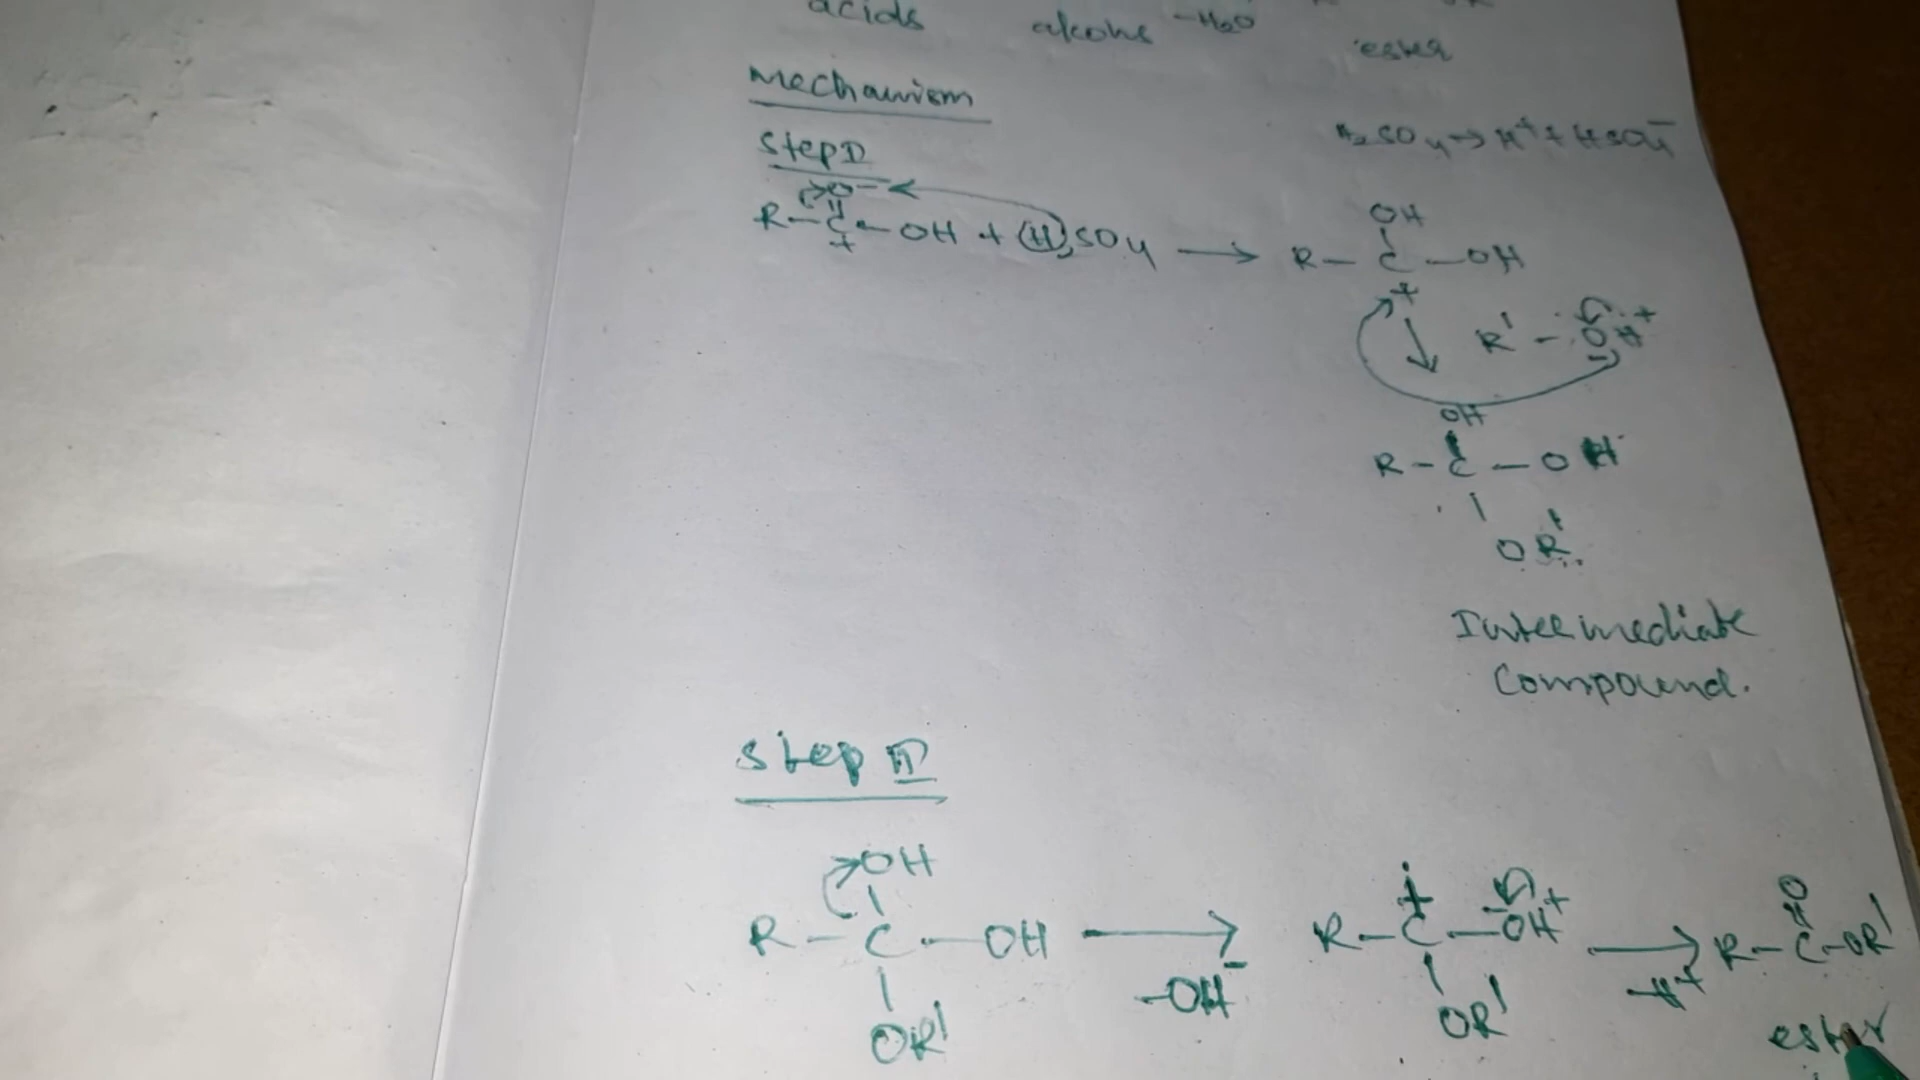 acids alcohls -H₂O ester
Mechanism
Step I
H₂SO₄ → H⁺ + HSO₄⁻
O⁻
R-C-OH + H₂SO₄ →
+
OH
R-C-OH
+
R'-OH⁺
OH
R-C-OH
OR'
Intermediate
Compound.
Step II
OH
R-C-OH → R-C-OH⁺ → R-C-OR'
+
O
-OH⁻
-H⁺
OR'
OR'
ester